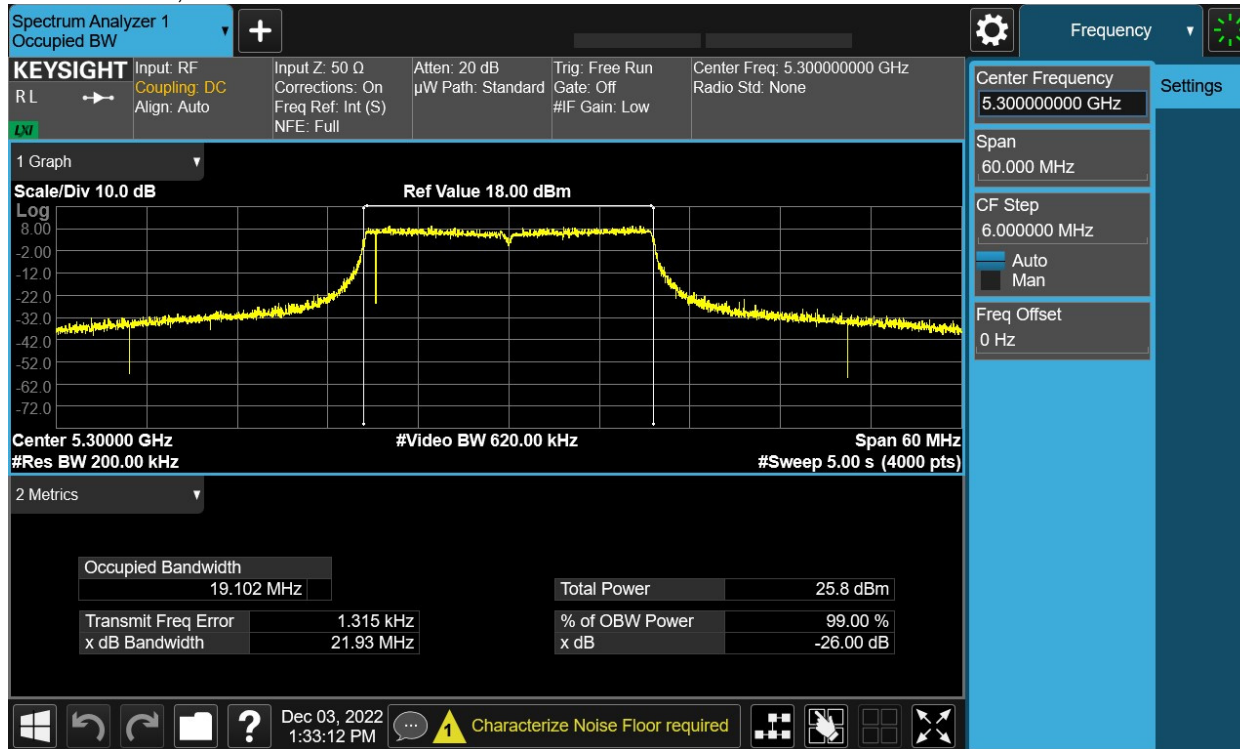 Spectrum Analyzer 1
Occupied BW
+
Frequency
KEYSIGHT
RL
LXI
Input: RF
Coupling: DC
Align: Auto
Input Z: 50 Ω
Corrections: On
Freq Ref: Int (S)
NFE: Full
Atten: 20 dB
µW Path: Standard
Trig: Free Run
Gate: Off
#IF Gain: Low
Center Freq: 5.300000000 GHz
Radio Std: None
Center Frequency
5.300000000 GHz
Settings
Span
60.000 MHz
CF Step
6.000000 MHz
Auto
Man
Freq Offset
0 Hz
1 Graph
Scale/Div 10.0 dB
Ref Value 18.00 dBm
Log
8.00
-2.00
-12.0
-22.0
-32.0
-42.0
-52.0
-62.0
-72.0
Center 5.30000 GHz
#Video BW 620.00 kHz
Span 60 MHz
#Res BW 200.00 kHz
#Sweep 5.00 s (4000 pts)
2 Metrics
Occupied Bandwidth
19.102 MHz
Total Power 25.8 dBm
Transmit Freq Error 1.315 kHz
% of OBW Power 99.00 %
x dB Bandwidth 21.93 MHz
x dB -26.00 dB
?
Dec 03, 2022
1:33:12 PM
1
Characterize Noise Floor required